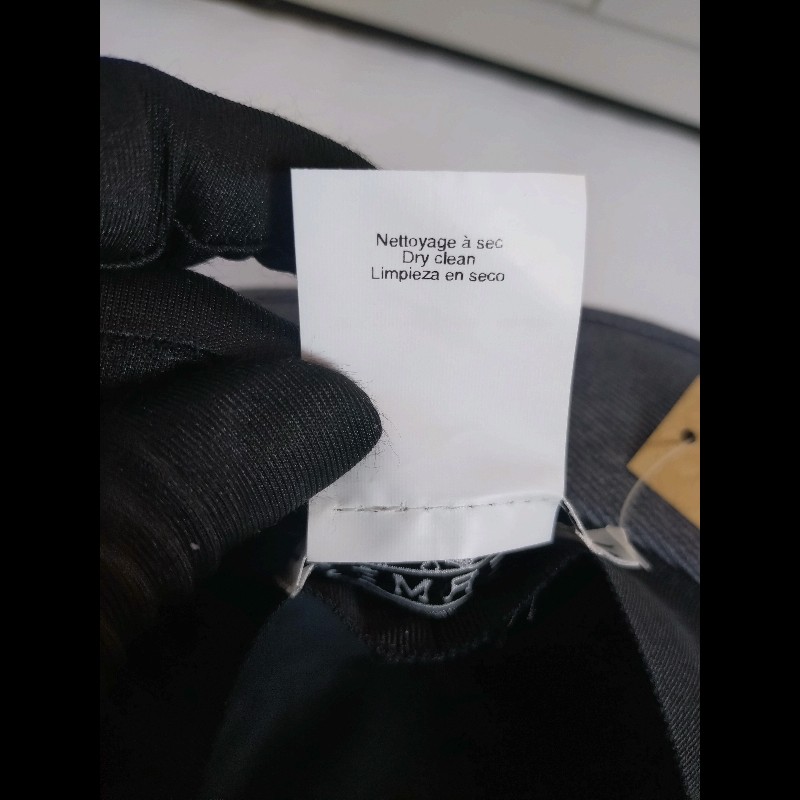 Nettoyage à sec
Dry clean
Limpieza en seco